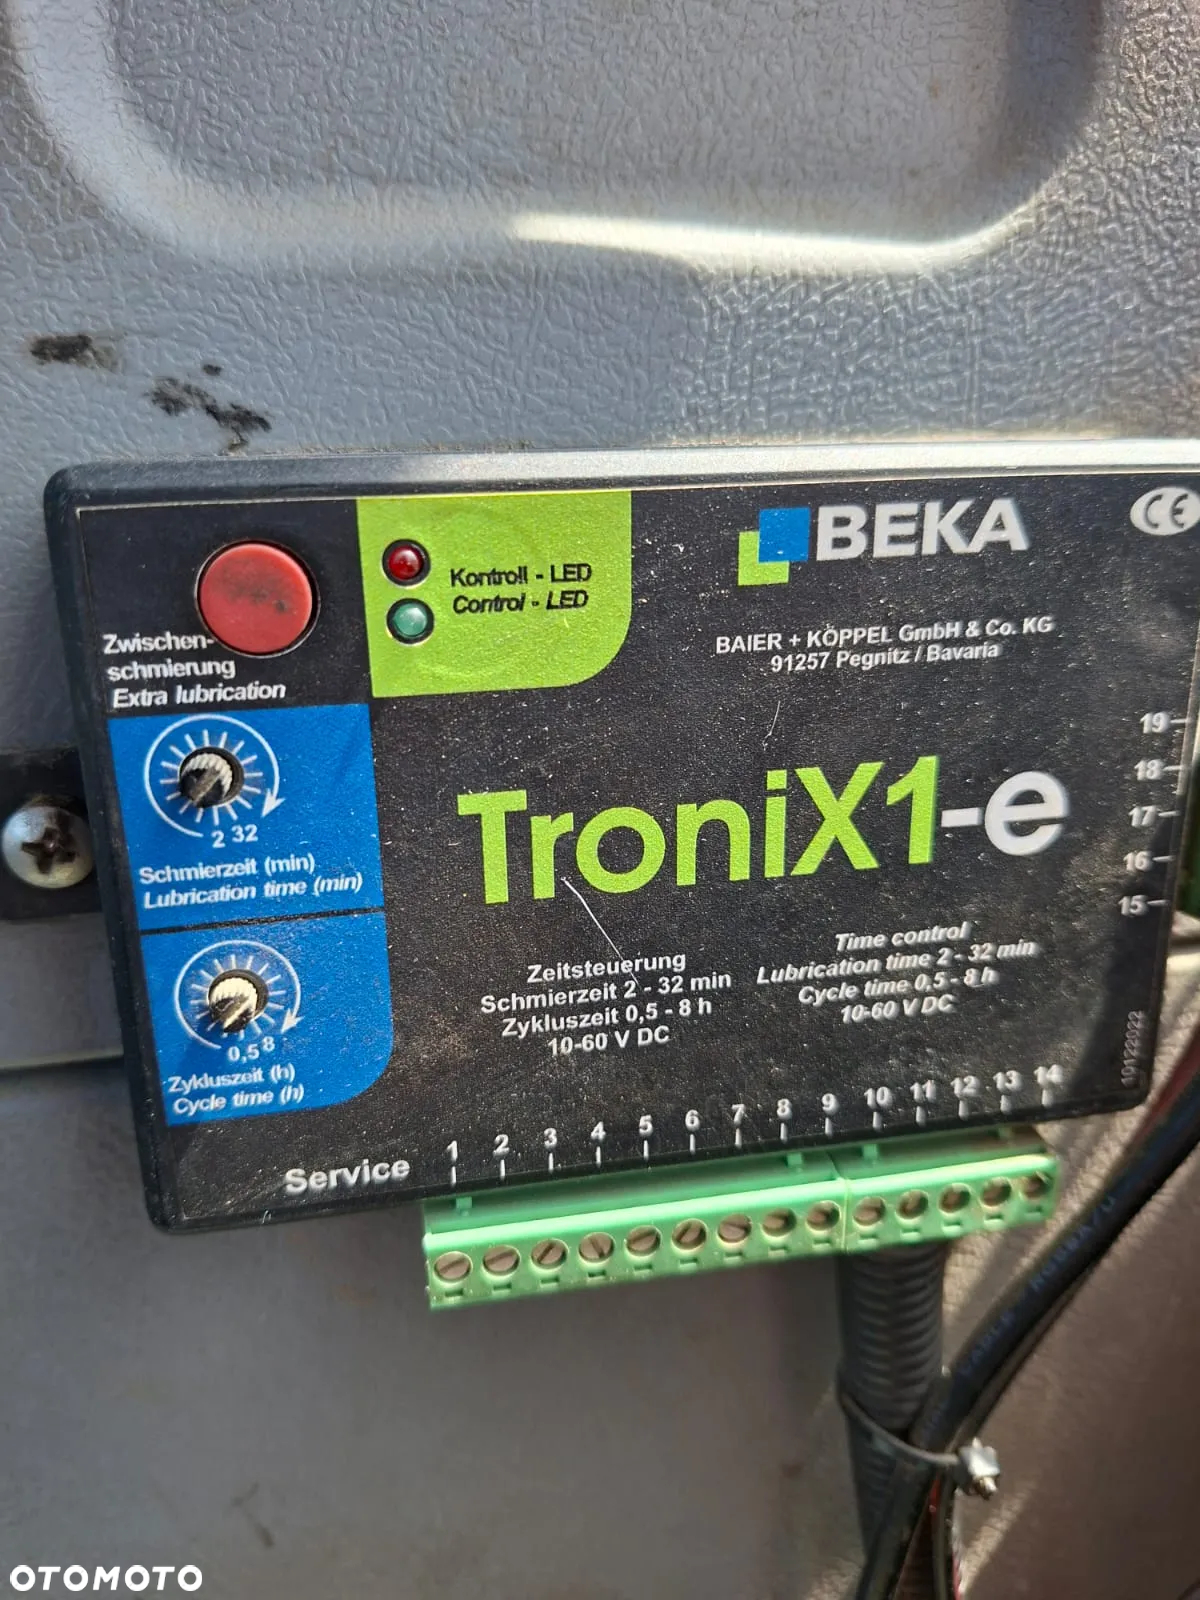 BEKA
CE
Kontroll - LED
Control - LED
Zwischen-
schmierung
Extra lubrication
BAIER + KÖPPEL GmbH & Co. KG
91257 Pegnitz / Bavaria
2 32
Schmierzeit (min)
Lubrication time (min)
TroniX1-e
19
18
17
16
15
0,5 8
Zykluszeit (h)
Cycle time (h)
Zeitsteuerung
Schmierzeit 2 - 32 min
Zykluszeit 0,5 - 8 h
10-60 V DC
Time control
Lubrication time 2 - 32 min
Cycle time 0,5 - 8 h
10-60 V DC
10122022
Service
1 2 3 4 5 6 7 8 9 10 11 12 13 14
OTOMOTO